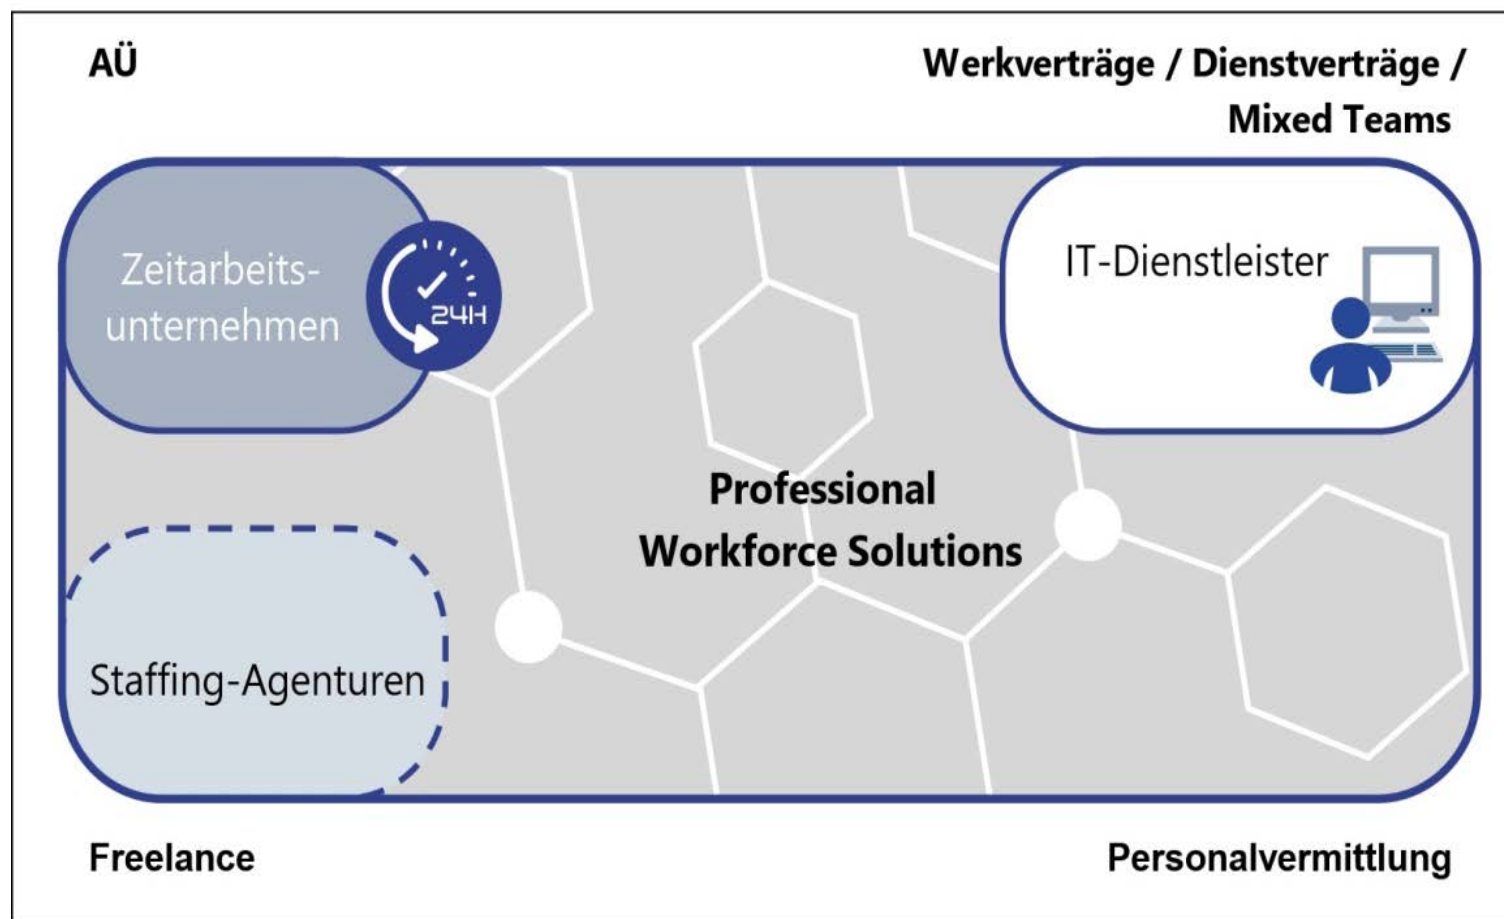 AÜ
Werkverträge / Dienstverträge /
Mixed Teams
Zeitarbeits-
unternehmen
24H
IT-Dienstleister
Professional
Workforce Solutions
Staffing-Agenturen
Freelance
Personalvermittlung